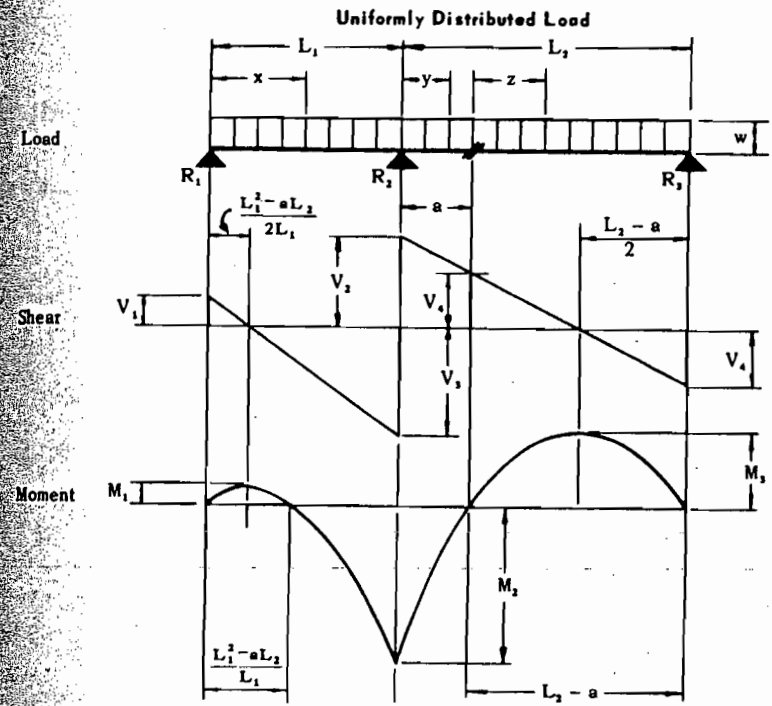 Uniformly Distributed Load
L₁ L₂
x y z
Load w
R₁ R₂ R₃
a
L₁² - aL₂ / 2L₁
L₂ - a / 2
V₁ V₂ V₄
Shear
V₃ V₄
Moment M₁ M₃
M₂
L₁² - aL₂ / L₁
L₂ - a